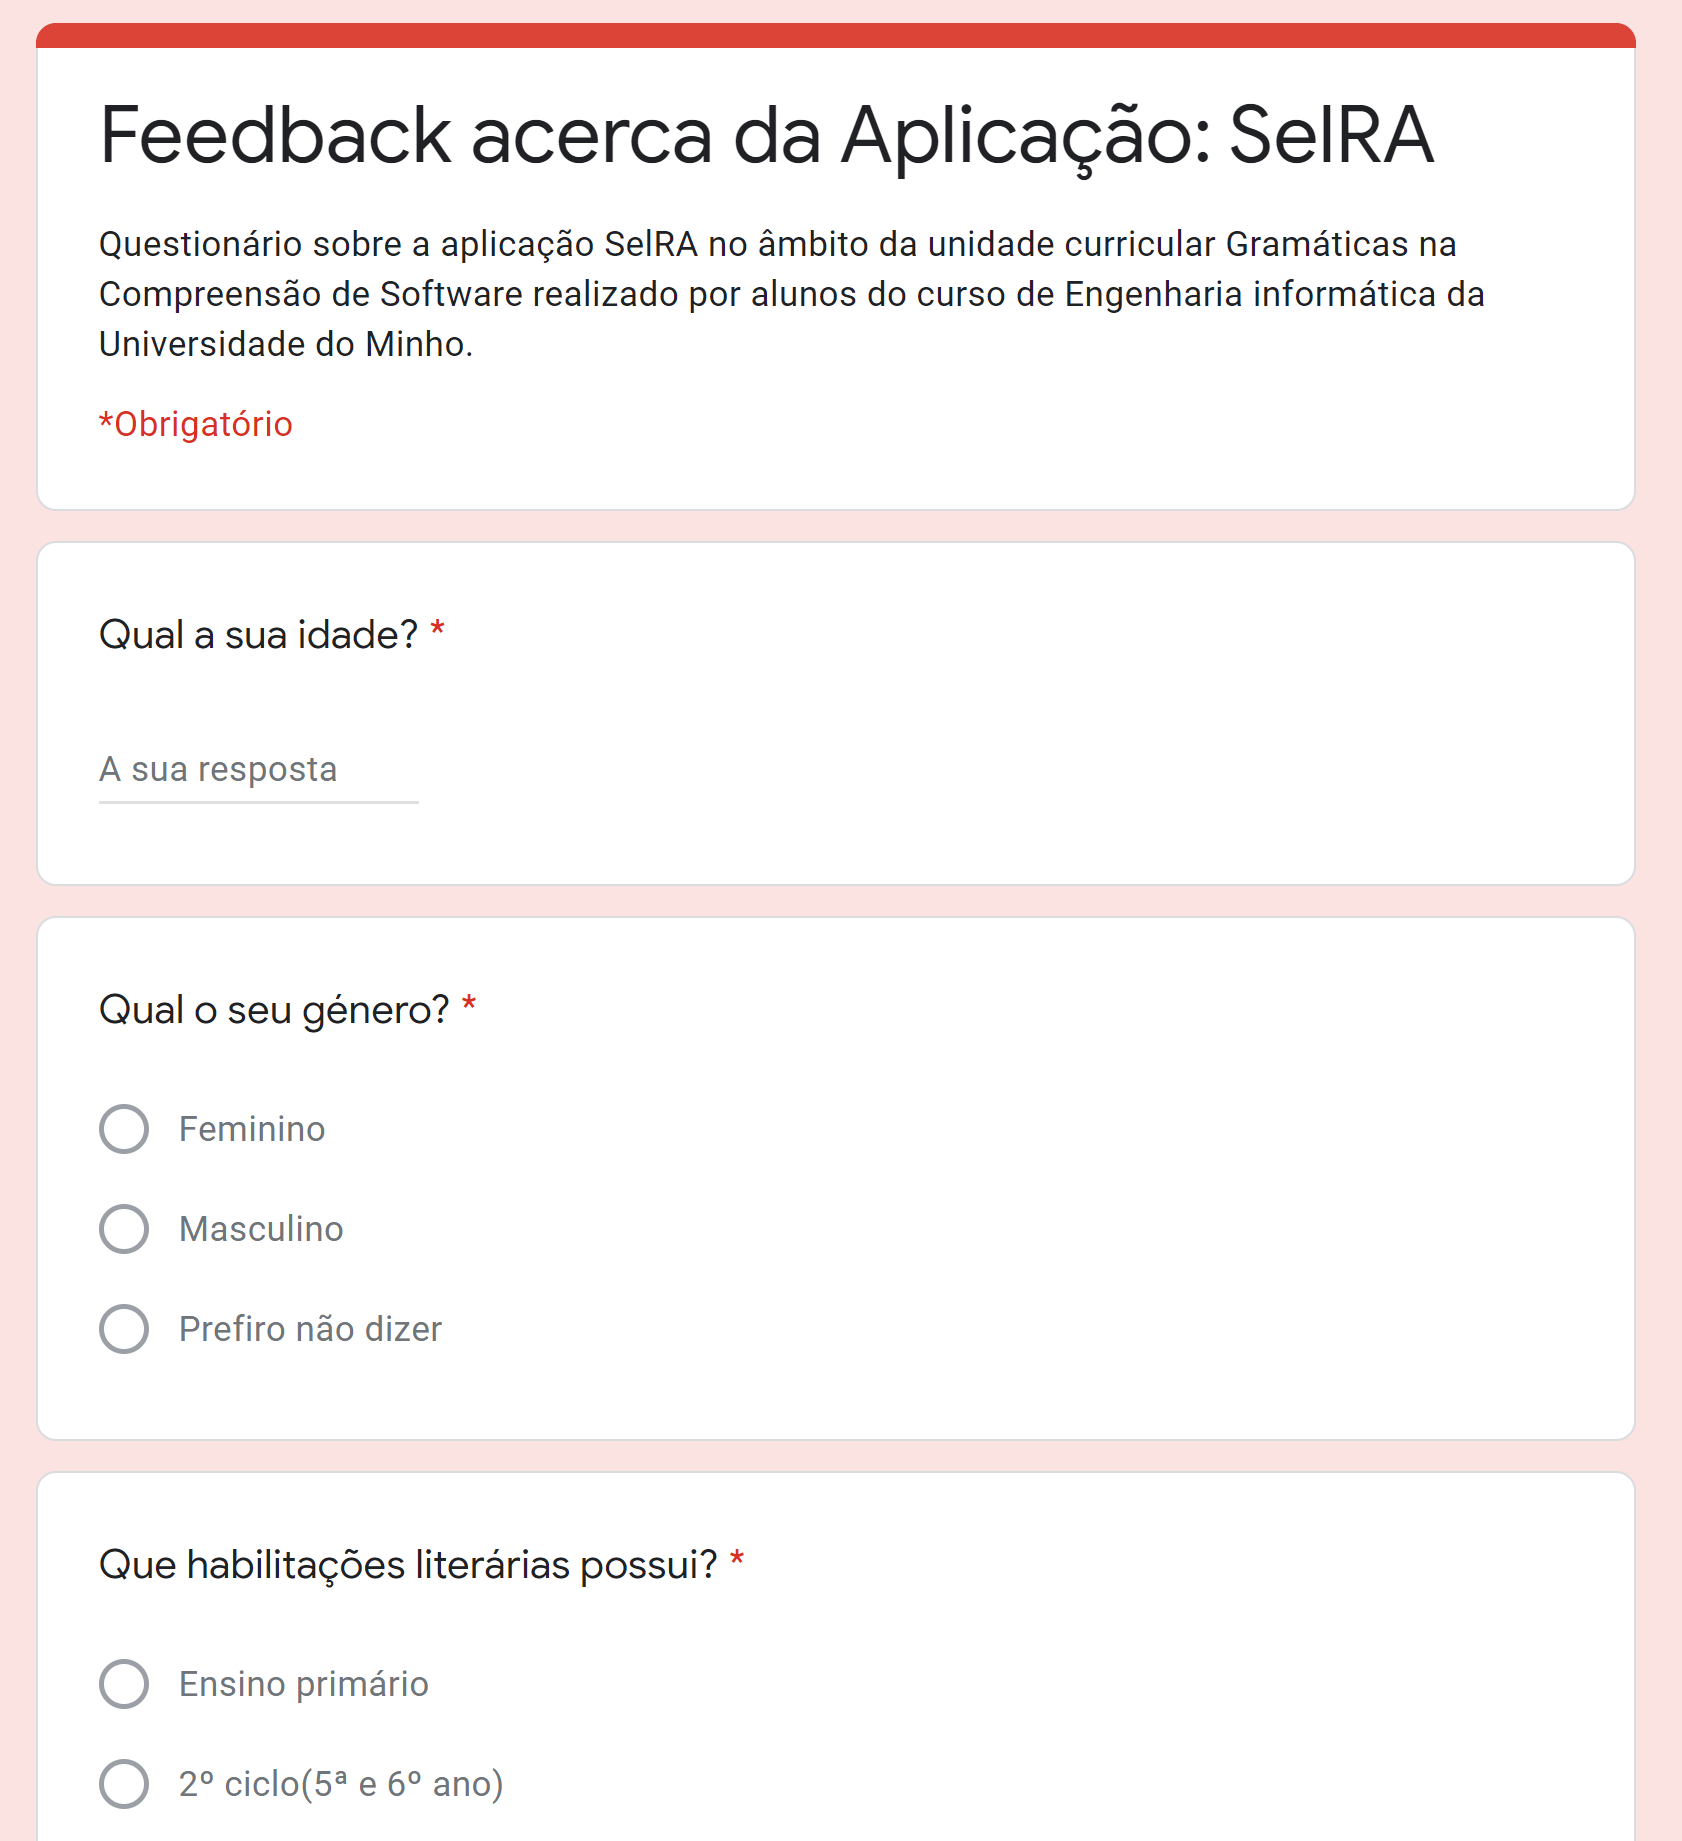 Feedback acerca da Aplicação: SelRA
Questionário sobre a aplicação SelRA no âmbito da unidade curricular Gramáticas na
Compreensão de Software realizado por alunos do curso de Engenharia informática da
Universidade do Minho.
*Obrigatório
Qual a sua idade? *
A sua resposta
Qual o seu género? *
Feminino
Masculino
Prefiro não dizer
Que habilitações literárias possui? *
Ensino primário
2º ciclo(5ª e 6º ano)